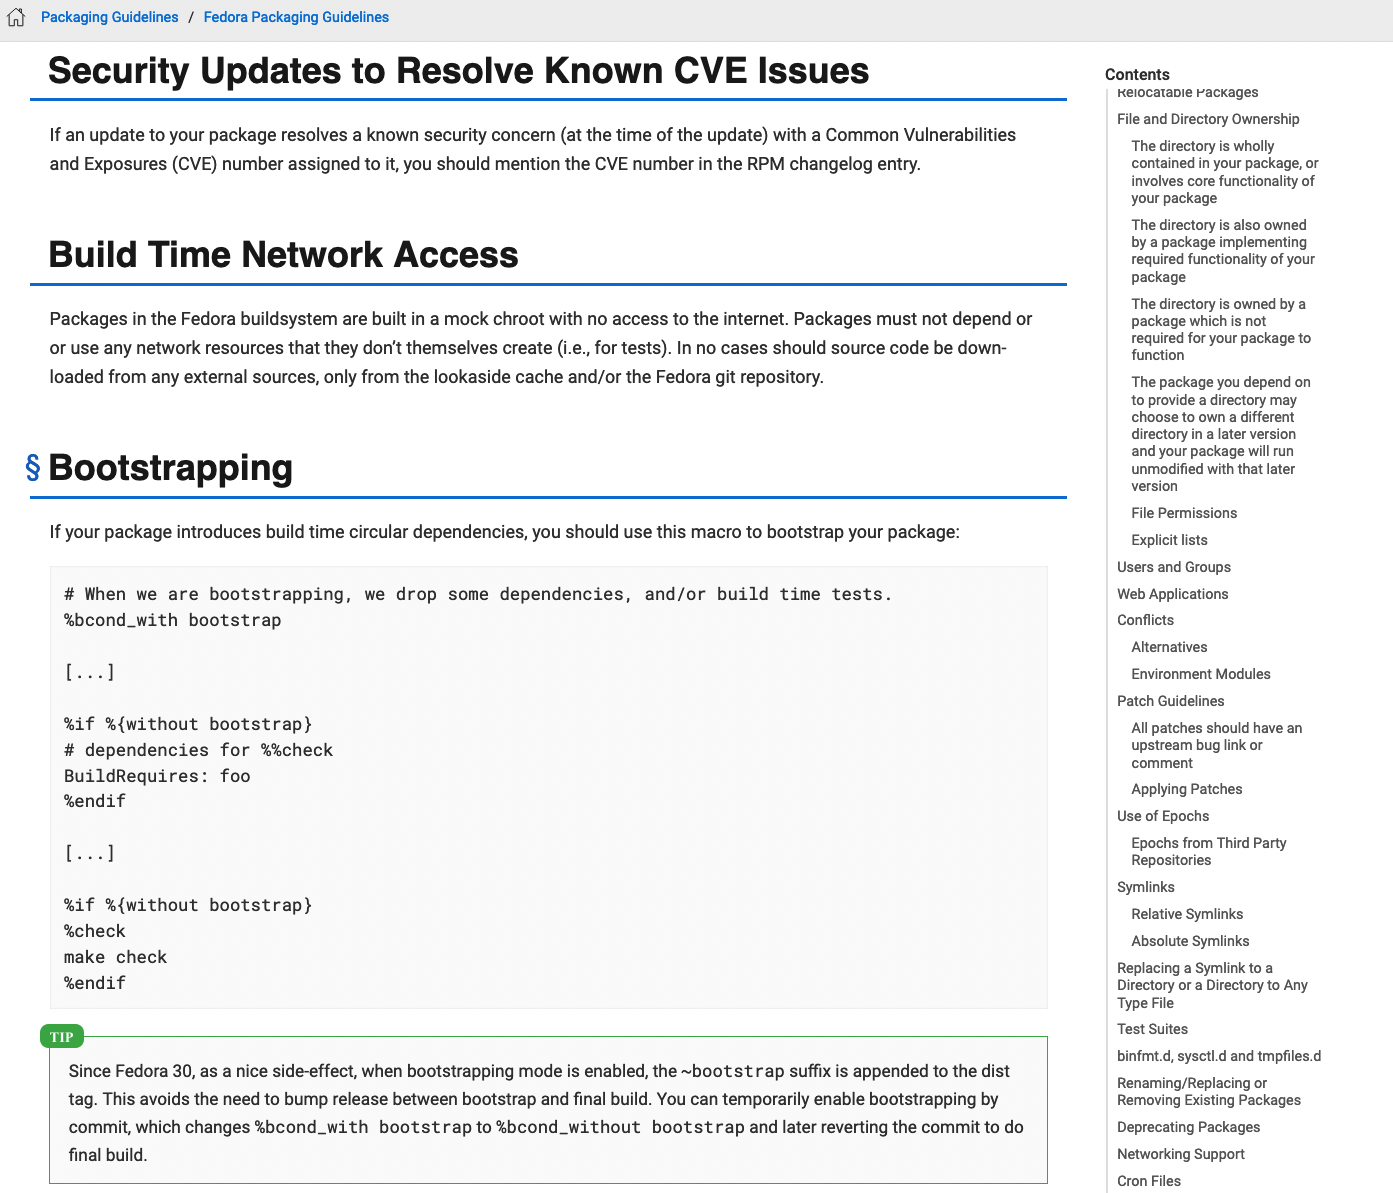 Packaging Guidelines / Fedora Packaging Guidelines
Security Updates to Resolve Known CVE Issues
If an update to your package resolves a known security concern (at the time of the update) with a Common Vulnerabilities
and Exposures (CVE) number assigned to it, you should mention the CVE number in the RPM changelog entry.
Build Time Network Access
Packages in the Fedora buildsystem are built in a mock chroot with no access to the internet. Packages must not depend or
or use any network resources that they don’t themselves create (i.e., for tests). In no cases should source code be down-
loaded from any external sources, only from the lookaside cache and/or the Fedora git repository.
§ Bootstrapping
If your package introduces build time circular dependencies, you should use this macro to bootstrap your package:
# When we are bootstrapping, we drop some dependencies, and/or build time tests.
%bcond_with bootstrap
[...]
%if %{without bootstrap}
# dependencies for %%check
BuildRequires: foo
%endif
[...]
%if %{without bootstrap}
%check
make check
%endif
TIP
Since Fedora 30, as a nice side-effect, when bootstrapping mode is enabled, the ~bootstrap suffix is appended to the dist
tag. This avoids the need to bump release between bootstrap and final build. You can temporarily enable bootstrapping by
commit, which changes %bcond_with bootstrap to %bcond_without bootstrap and later reverting the commit to do
final build.
Contents
Relocatable Packages
File and Directory Ownership
The directory is wholly
contained in your package, or
involves core functionality of
your package
The directory is also owned
by a package implementing
required functionality of your
package
The directory is owned by a
package which is not
required for your package to
function
The package you depend on
to provide a directory may
choose to own a different
directory in a later version
and your package will run
unmodified with that later
version
File Permissions
Explicit lists
Users and Groups
Web Applications
Conflicts
Alternatives
Environment Modules
Patch Guidelines
All patches should have an
upstream bug link or
comment
Applying Patches
Use of Epochs
Epochs from Third Party
Repositories
Symlinks
Relative Symlinks
Absolute Symlinks
Replacing a Symlink to a
Directory or a Directory to Any
Type File
Test Suites
binfmt.d, sysctl.d and tmpfiles.d
Renaming/Replacing or
Removing Existing Packages
Deprecating Packages
Networking Support
Cron Files